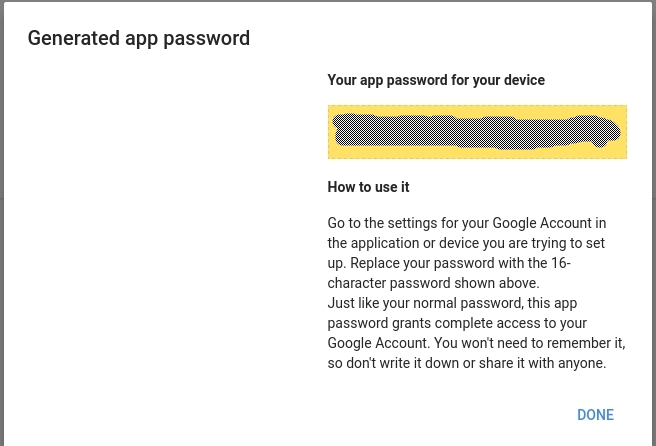 Generated app password
Your app password for your device
How to use it
Go to the settings for your Google Account in
the application or device you are trying to set
up. Replace your password with the 16-
character password shown above.
Just like your normal password, this app
password grants complete access to your
Google Account. You won't need to remember it,
so don't write it down or share it with anyone.
DONE